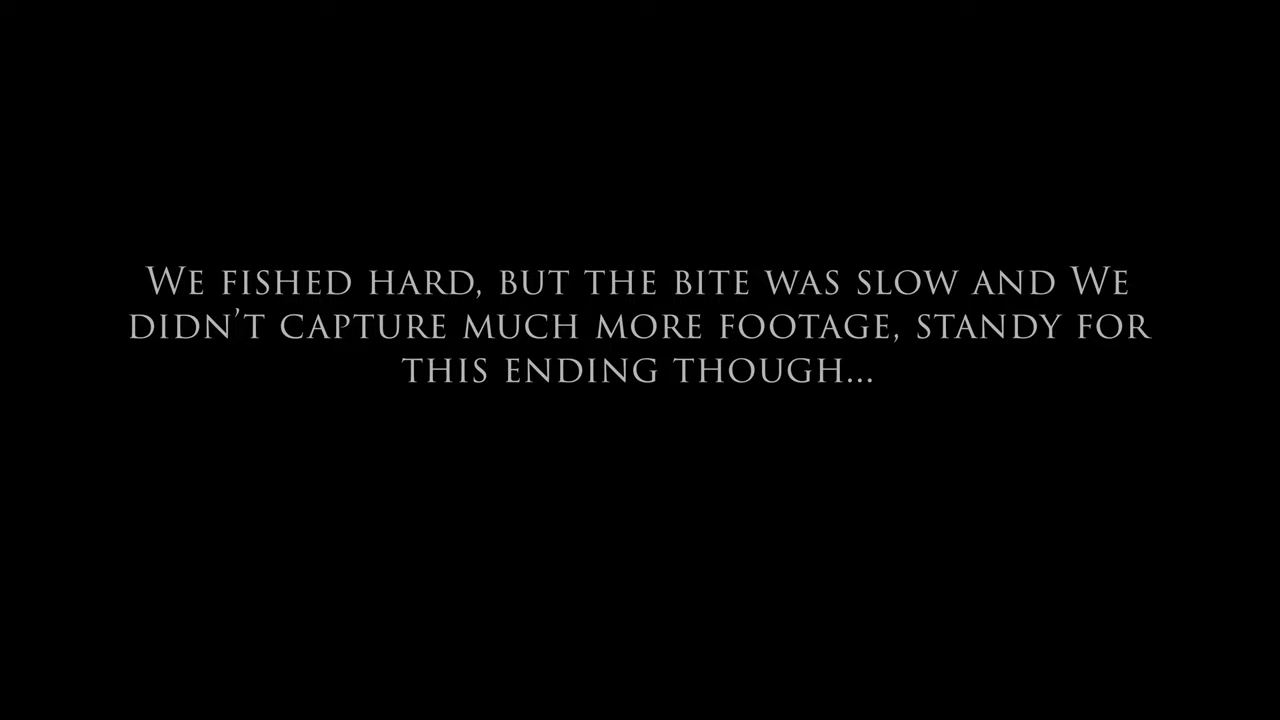 We fished hard, but the bite was slow and We
didn’t capture much more footage, standy for
this ending though...